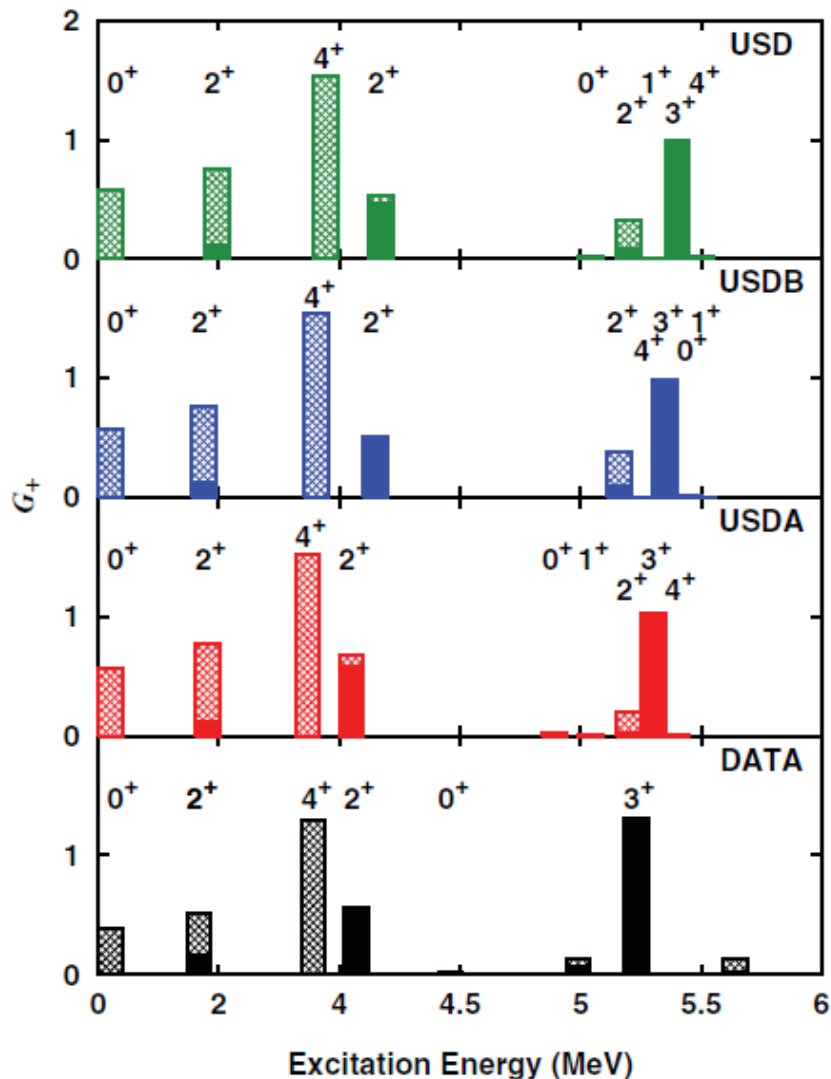 2
USD
0⁺ 2⁺ 4⁺ 2⁺ 0⁺ 1⁺ 4⁺
2⁺ 3⁺
1
0
USDB
0⁺ 2⁺ 4⁺ 2⁺ 2⁺ 3⁺ 1⁺
4⁺ 0⁺
1
G₊
0
USDA
0⁺ 2⁺ 4⁺ 2⁺ 0⁺ 1⁺ 3⁺
2⁺ 4⁺
1
0
DATA
0⁺ 2⁺ 4⁺ 2⁺ 0⁺ 3⁺
1
0
0 2 4 4.5 5 5.5 6
Excitation Energy (MeV)